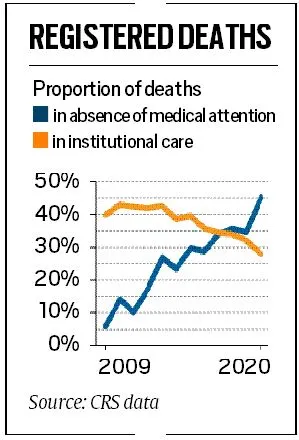 REGISTERED DEATHS
Proportion of deaths
in absence of medical attention
in institutional care
50%
40%
30%
20%
10%
0%
2009 2020
Source: CRS data